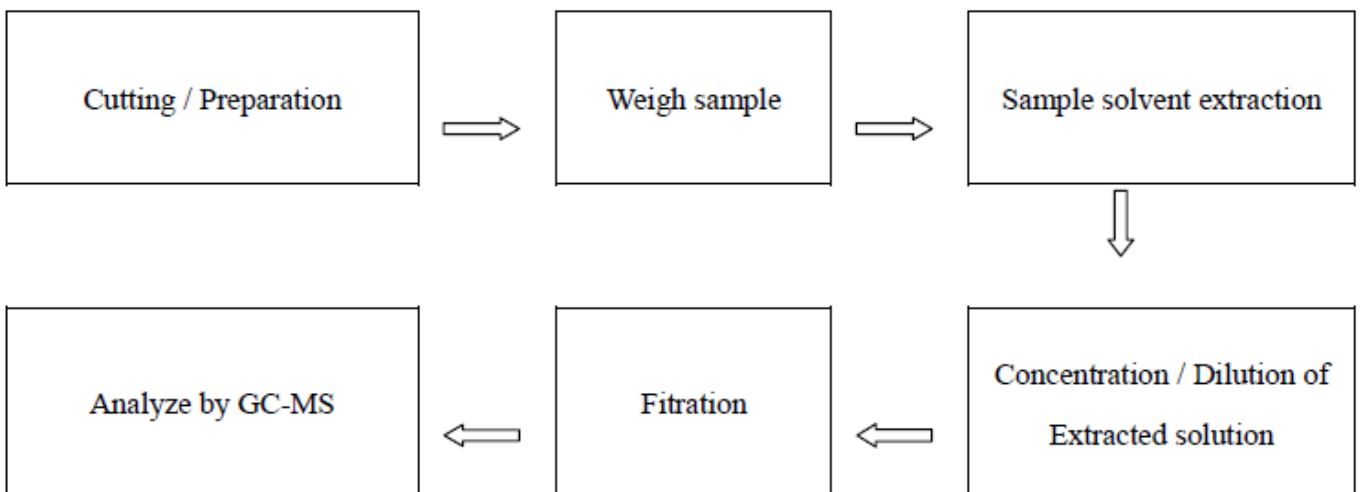 Cutting / Preparation
Weigh sample
Sample solvent extraction
Concentration / Dilution of
Extracted solution
Fitration
Analyze by GC-MS